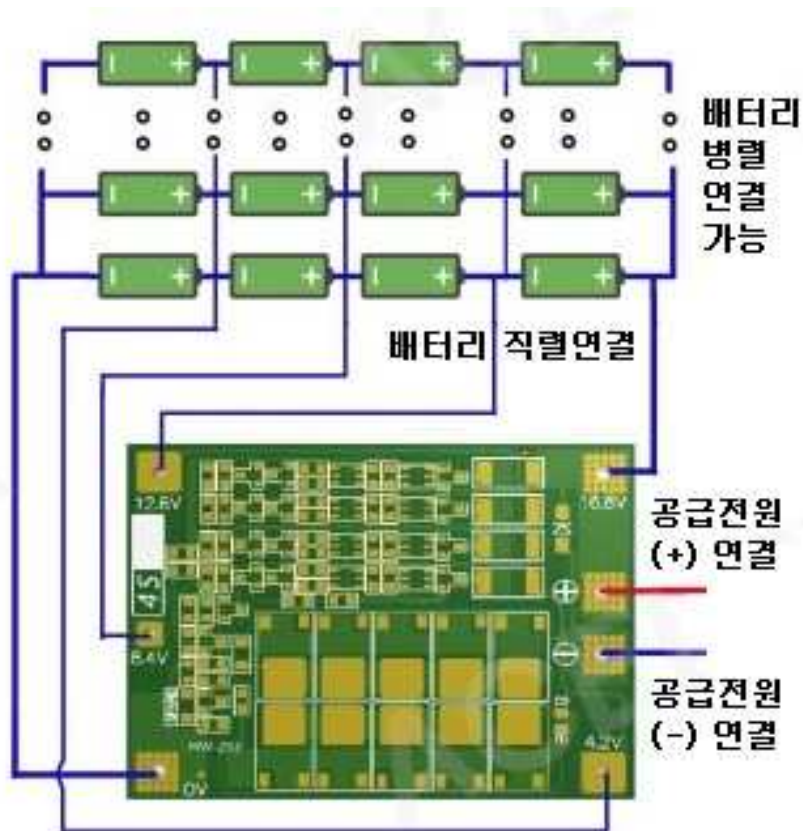 배터리
병렬
연결
가능
배터리 직렬연결
12.6V
16.8V
공급전원
(+) 연결
4S
8.4V
공급전원
(-) 연결
4.2V
0V